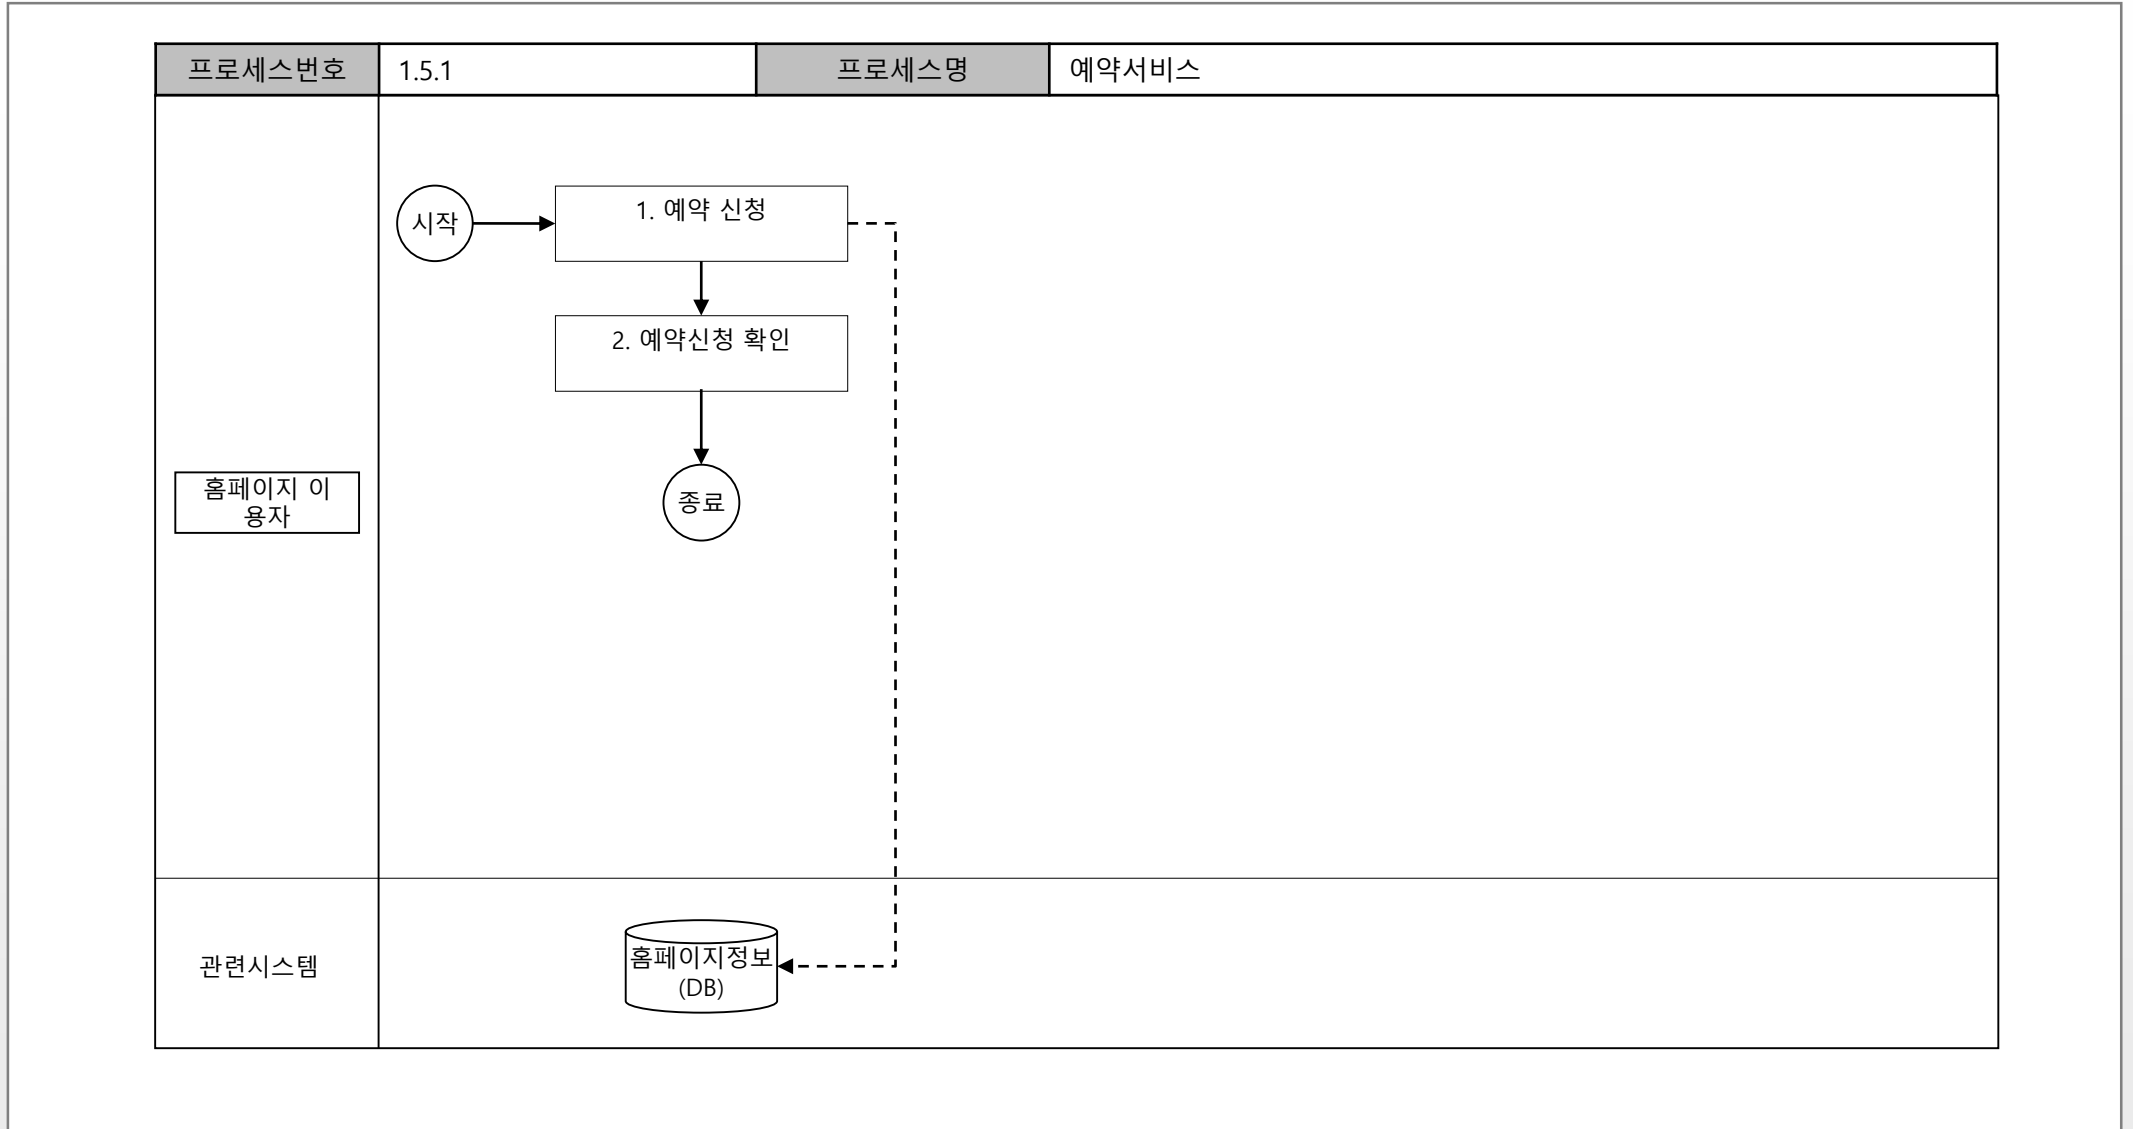 프로세스번호
1.5.1
프로세스명
예약서비스
시작
1. 예약 신청
2. 예약신청 확인
종료
홈페이지 이
용자
관련시스템
홈페이지정보
(DB)